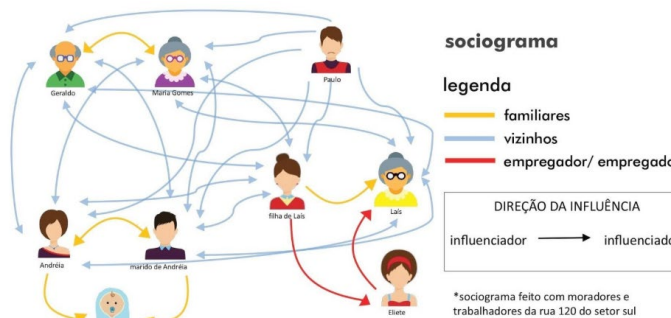 sociograma
legenda
familiares
vizinhos
empregador/ empregado
DIREÇÃO DA INFLUÊNCIA
influenciador
influenciad
*sociograma feito com moradores e
trabalhadores da rua 120 do setor sul
Geraldo
Maria Gomes
Paulo
filha de Laís
Laís
Andréia
marido de Andréia
Eliete